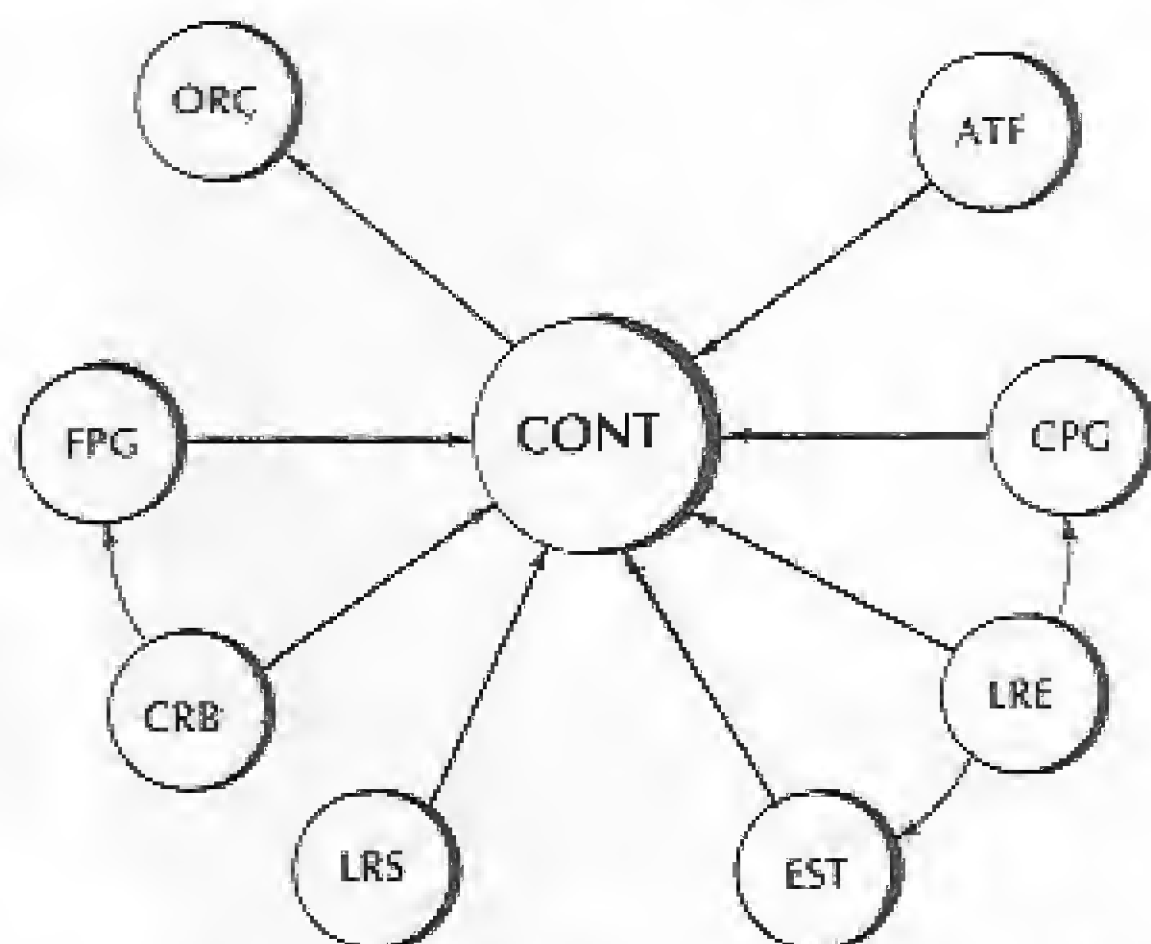 ORÇ
ATF
CONT
FPG
CPG
CRB
LRE
LRS
EST